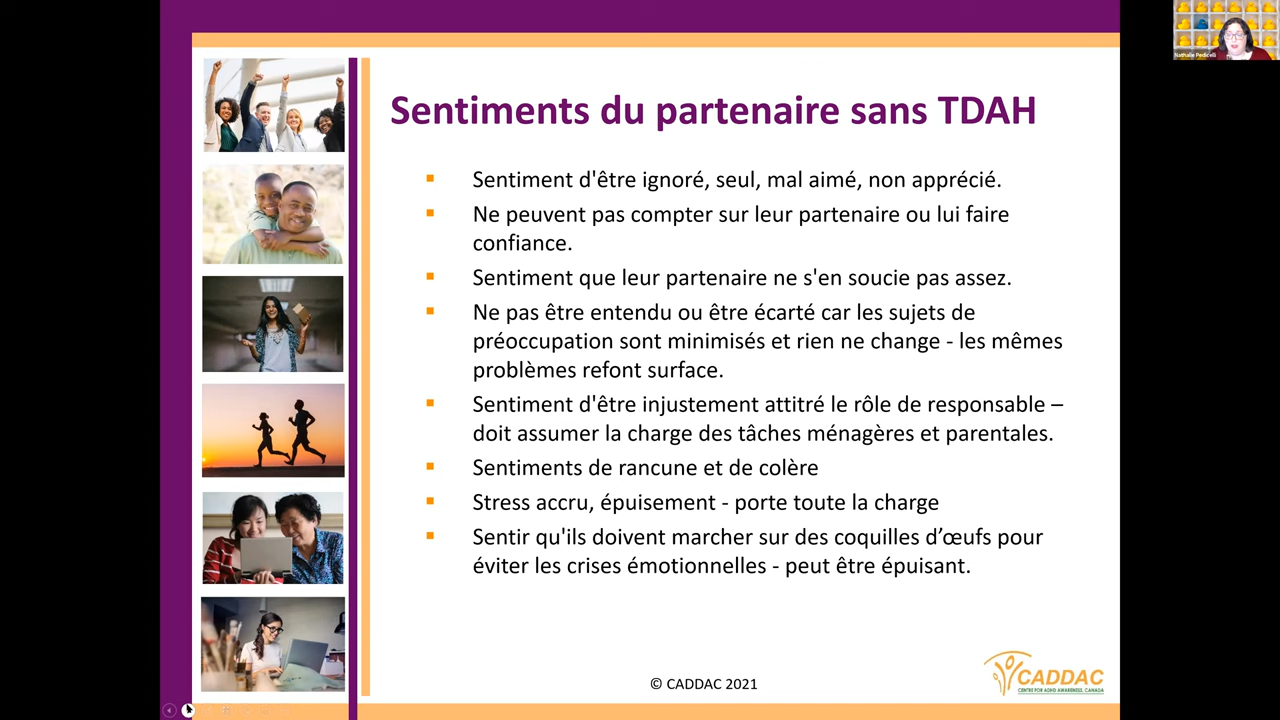 Nathalie Pedicelli
Sentiments du partenaire sans TDAH
Sentiment d'être ignoré, seul, mal aimé, non apprécié.
Ne peuvent pas compter sur leur partenaire ou lui faire
confiance.
Sentiment que leur partenaire ne s'en soucie pas assez.
Ne pas être entendu ou être écarté car les sujets de
préoccupation sont minimisés et rien ne change - les mêmes
problèmes refont surface.
Sentiment d'être injustement attitré le rôle de responsable –
doit assumer la charge des tâches ménagères et parentales.
Sentiments de rancune et de colère
Stress accru, épuisement - porte toute la charge
Sentir qu'ils doivent marcher sur des coquilles d’œufs pour
éviter les crises émotionnelles - peut être épuisant.
© CADDAC 2021
CADDAC
CENTRE FOR ADHD AWARENESS, CANADA